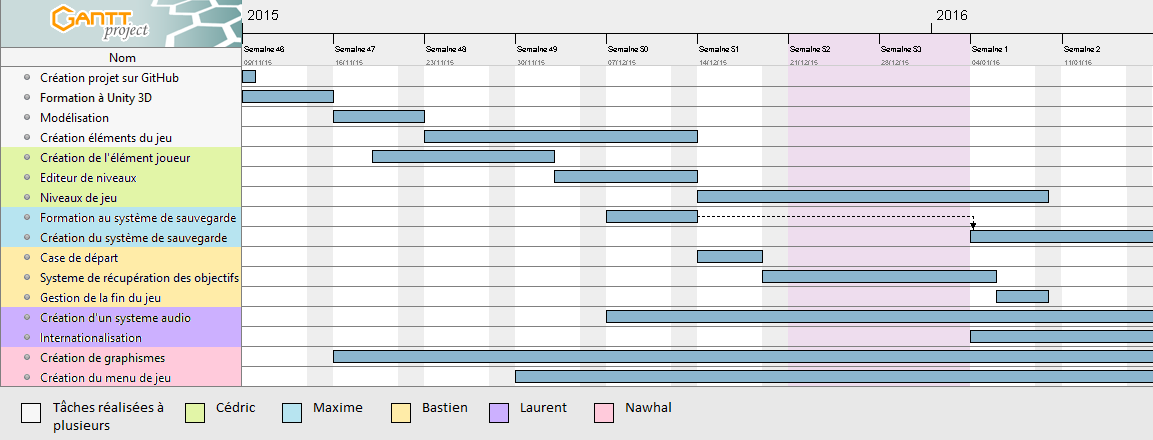 GANTT
project
2015
2016
Nom
Semaine 46
Semaine 47
Semaine 48
Semaine 49
Semaine 50
Semaine 51
Semaine 52
Semaine 53
Semaine 1
Semaine 2
09/11/15
16/11/15
23/11/15
30/11/15
07/12/15
14/12/15
21/12/15
28/12/15
04/01/16
11/01/16
Création projet sur GitHub
Formation à Unity 3D
Modélisation
Création éléments du jeu
Création de l'élément joueur
Editeur de niveaux
Niveaux de jeu
Formation au système de sauvegarde
Création du système de sauvegarde
Case de départ
Systeme de récupération des objectifs
Gestion de la fin du jeu
Création d'un systeme audio
Internationalisation
Création de graphismes
Création du menu de jeu
Tâches réalisées à
plusieurs
Cédric
Maxime
Bastien
Laurent
Nawhal